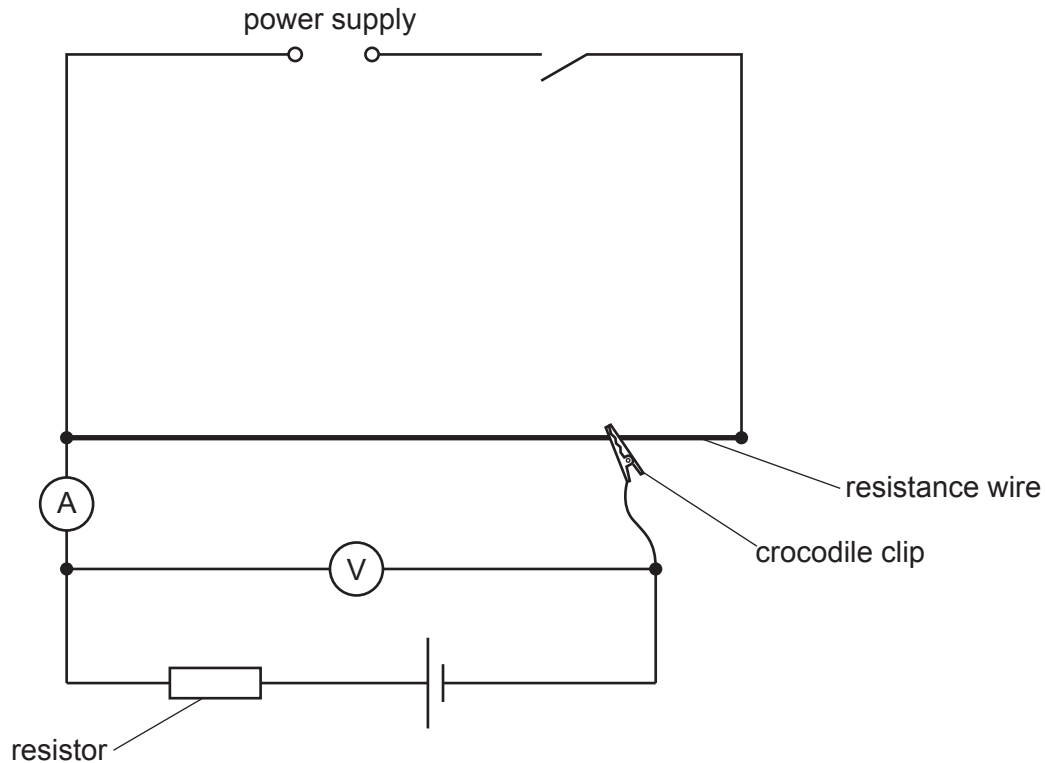 power supply
A
resistance wire
crocodile clip
V
resistor